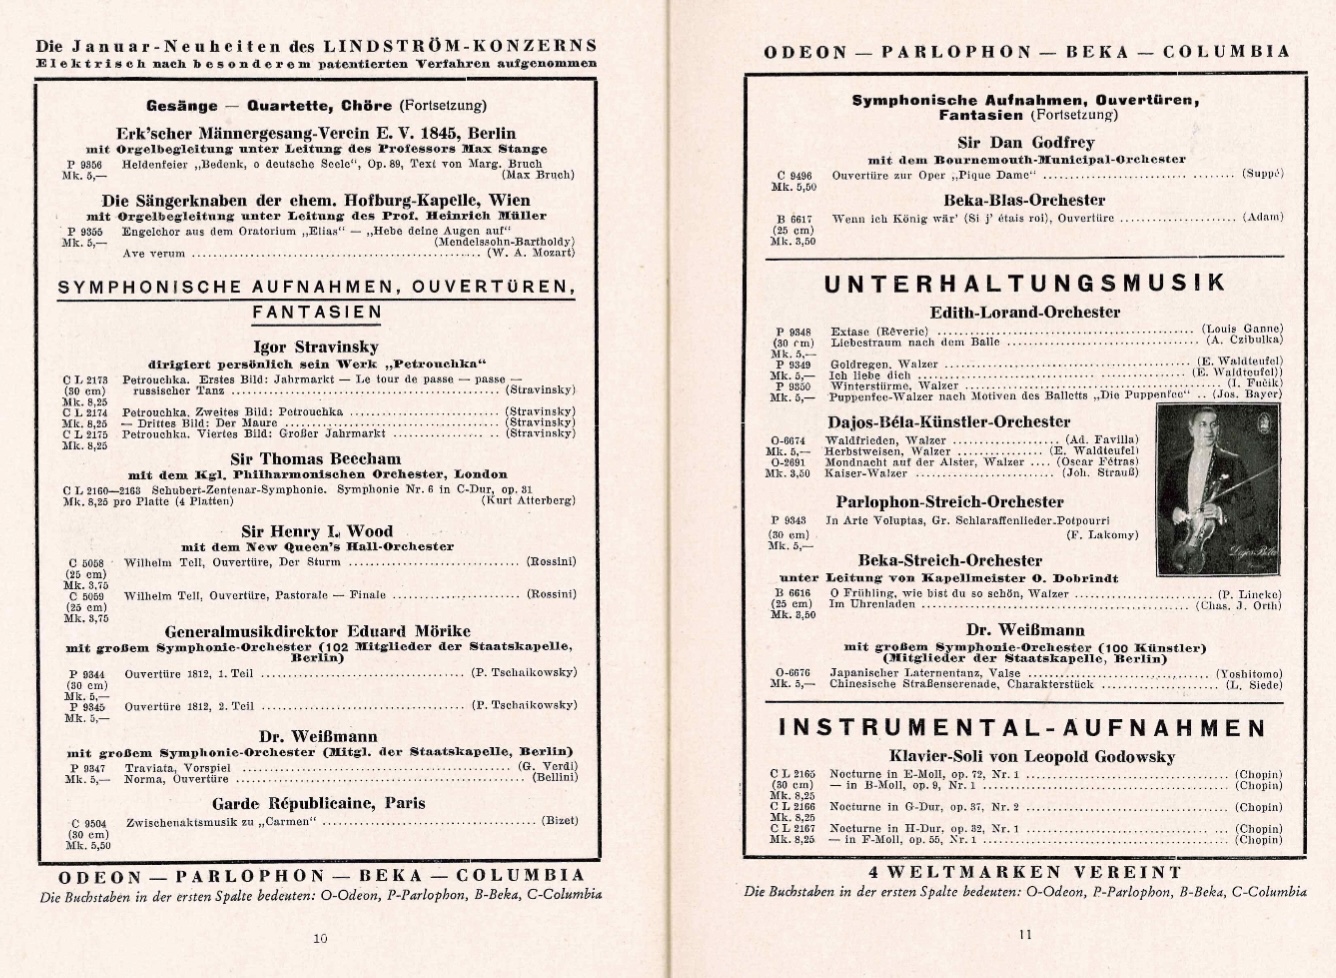 Die Januar-Neuheiten des LINDSTRÖM-KONZERNS
Elektrisch nach besonderem patentierten Verfahren aufgenommen
Gesänge — Quartette, Chöre (Fortsetzung)
Erk'scher Männergesang-Verein E. V. 1845, Berlin
mit Orgelbegleitung unter Leitung des Professors Max Stange
P 9356 Heldenfeier „Bedenk, o deutsche Seele“, Op. 89, Text von Marg. Bruch
Mk. 5,— (Max Bruch)
Die Sängerknaben der ehem. Hofburg-Kapelle, Wien
mit Orgelbegleitung unter Leitung des Prof. Heinrich Müller
P 9355 Engelchor aus dem Oratorium „Elias“ — „Hebe deine Augen auf“
Mk. 5,— (Mendelssohn-Bartholdy)
Ave verum (W. A. Mozart)
SYMPHONISCHE AUFNAHMEN, OUVERTÜREN,
FANTASIEN
Igor Stravinsky
dirigiert persönlich sein Werk „Petrouchka“
C L 2173 Petrouchka. Erstes Bild: Jahrmarkt — Le tour de passe — passe —
(30 cm) russischer Tanz (Stravinsky)
Mk. 8,25
C L 2174 Petrouchka. Zweites Bild: Petrouchka (Stravinsky)
Mk. 8,25 — Drittes Bild: Der Maure (Stravinsky)
C L 2175 Petrouchka. Viertes Bild: Großer Jahrmarkt (Stravinsky)
Mk. 8,25
Sir Thomas Beecham
mit dem Kgl. Philharmonischen Orchester, London
C L 2160—2163 Schubert-Zentenar-Symphonie. Symphonie Nr. 6 in C-Dur, op. 31
Mk. 8,25 pro Platte (4 Platten) (Kurt Atterberg)
Sir Henry I. Wood
mit dem New Queen's Hall-Orchester
C 5058 Wilhelm Tell, Ouvertüre, Der Sturm (Rossini)
(25 cm)
Mk. 3,75
C 5059 Wilhelm Tell, Ouvertüre, Pastorale — Finale (Rossini)
(25 cm)
Mk. 3,75
Generalmusikdirektor Eduard Mörike
mit großem Symphonie-Orchester (102 Mitglieder der Staatskapelle,
Berlin)
P 9344 Ouvertüre 1812, 1. Teil (P. Tschaikowsky)
(30 cm)
Mk. 5,—
P 9345 Ouvertüre 1812, 2. Teil (P. Tschaikowsky)
Mk. 5,—
Dr. Weißmann
mit großem Symphonie-Orchester (Mitgl. der Staatskapelle, Berlin)
P 9347 Traviata, Vorspiel (G. Verdi)
Mk. 5,— Norma, Ouvertüre (Bellini)
Garde Républicaine, Paris
C 9504 Zwischenaktsmusik zu „Carmen“ (Bizet)
(30 cm)
Mk. 5,50
ODEON — PARLOPHON — BEKA — COLUMBIA
Die Buchstaben in der ersten Spalte bedeuten: O-Odeon, P-Parlophon, B-Beka, C-Columbia
10
ODEON — PARLOPHON — BEKA — COLUMBIA
Symphonische Aufnahmen, Ouvertüren,
Fantasien (Fortsetzung)
Sir Dan Godfrey
mit dem Bournemouth-Municipal-Orchester
C 9496 Ouvertüre zur Oper „Pique Dame“ (Suppé)
Mk. 5,50
Beka-Blas-Orchester
B 6617 Wenn ich König wär' (Si j' étais roi), Ouvertüre (Adam)
(25 cm)
Mk. 3,50
UNTERHALTUNGSMUSIK
Edith-Lorand-Orchester
P 9348 Extase (Rêverie) (Louis Ganne)
(30 cm) Liebestraum nach dem Balle (A. Czibulka)
Mk. 5,—
P 9349 Goldregen, Walzer (E. Waldteufel)
Mk. 5,— Ich liebe dich (E. Waldteufel))
P 9350 Winterstürme, Walzer (I. Fučik)
Mk. 5,— Puppenfee-Walzer nach Motiven des Balletts „Die Puppenfee“ (Jos. Bayer)
Dajos-Béla-Künstler-Orchester
O-6674 Waldfrieden, Walzer (Ad. Favilla)
Mk. 5,— Herbstweisen, Walzer (E. Waldteufel)
O-2691 Mondnacht auf der Alster, Walzer (Oscar Fétras)
Mk. 3,50 Kaiser-Walzer (Joh. Strauß)
Parlophon-Streich-Orchester
P 9343 In Arte Voluptas, Gr. Schlaraffenlieder-Potpourri
(30 cm) (F. Lakomy)
Mk. 5,—
Dajos Béla
Beka-Streich-Orchester
unter Leitung von Kapellmeister O. Dobrindt
B 6616 O Frühling, wie bist du so schön, Walzer (P. Lincke)
(25 cm) Im Uhrenladen (Chas. J. Orth)
Mk. 3,50
Dr. Weißmann
mit großem Symphonie-Orchester (100 Künstler)
(Mitglieder der Staatskapelle, Berlin)
O-6676 Japanischer Laternentanz, Valse (Yoshitomo)
Mk. 5,— Chinesische Straßenserenade, Charakterstück (L. Siede)
INSTRUMENTAL-AUFNAHMEN
Klavier-Soli von Leopold Godowsky
C L 2165 Nocturne in E-Moll, op. 72, Nr. 1 (Chopin)
(30 cm) — in B-Moll, op. 9, Nr. 1 (Chopin)
Mk. 8,25
C L 2166 Nocturne in G-Dur, op. 37, Nr. 2 (Chopin)
Mk. 8,25
C L 2167 Nocturne in H-Dur, op. 32, Nr. 1 (Chopin)
Mk. 8,25 — in F-Moll, op. 55, Nr. 1 (Chopin)
4 WELTMARKEN VEREINT
Die Buchstaben in der ersten Spalte bedeuten: O-Odeon, P-Parlophon, B-Beka, C-Columbia
11